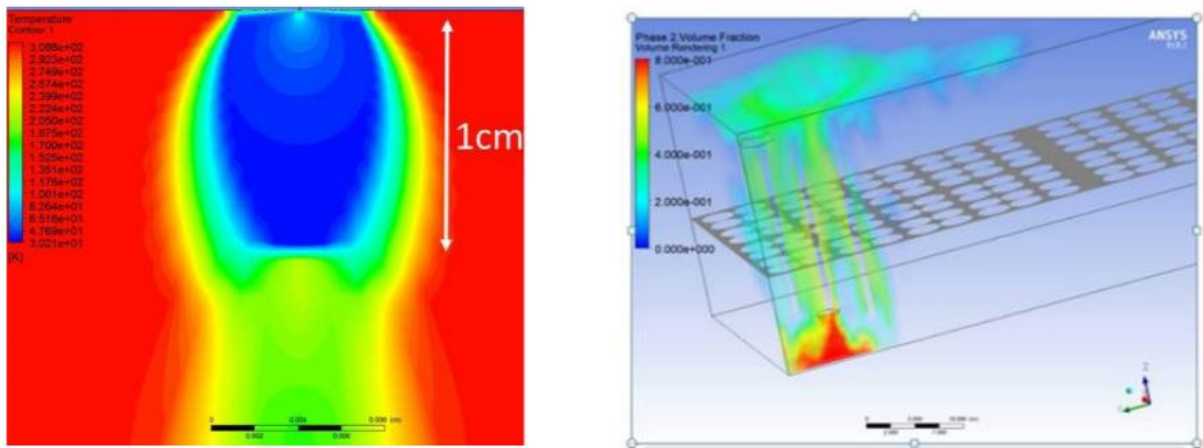 Temperature
Contour 1
3.098e+02
2.923e+02
2.749e+02
2.574e+02
2.399e+02
2.224e+02
2.050e+02
1.875e+02
1.700e+02
1.525e+02
1.351e+02
1.176e+02
1.001e+02
8.264e+01
6.516e+01
4.769e+01
3.021e+01
[K]
1cm
0
0.002
0.006
(m)
Phase 2.Volume Fraction
Volume Rendering 1
8.000e-001
6.000e-001
4.000e-001
2.000e-001
0.000e+000
ANSYS
0
5.000
10.000 (m)